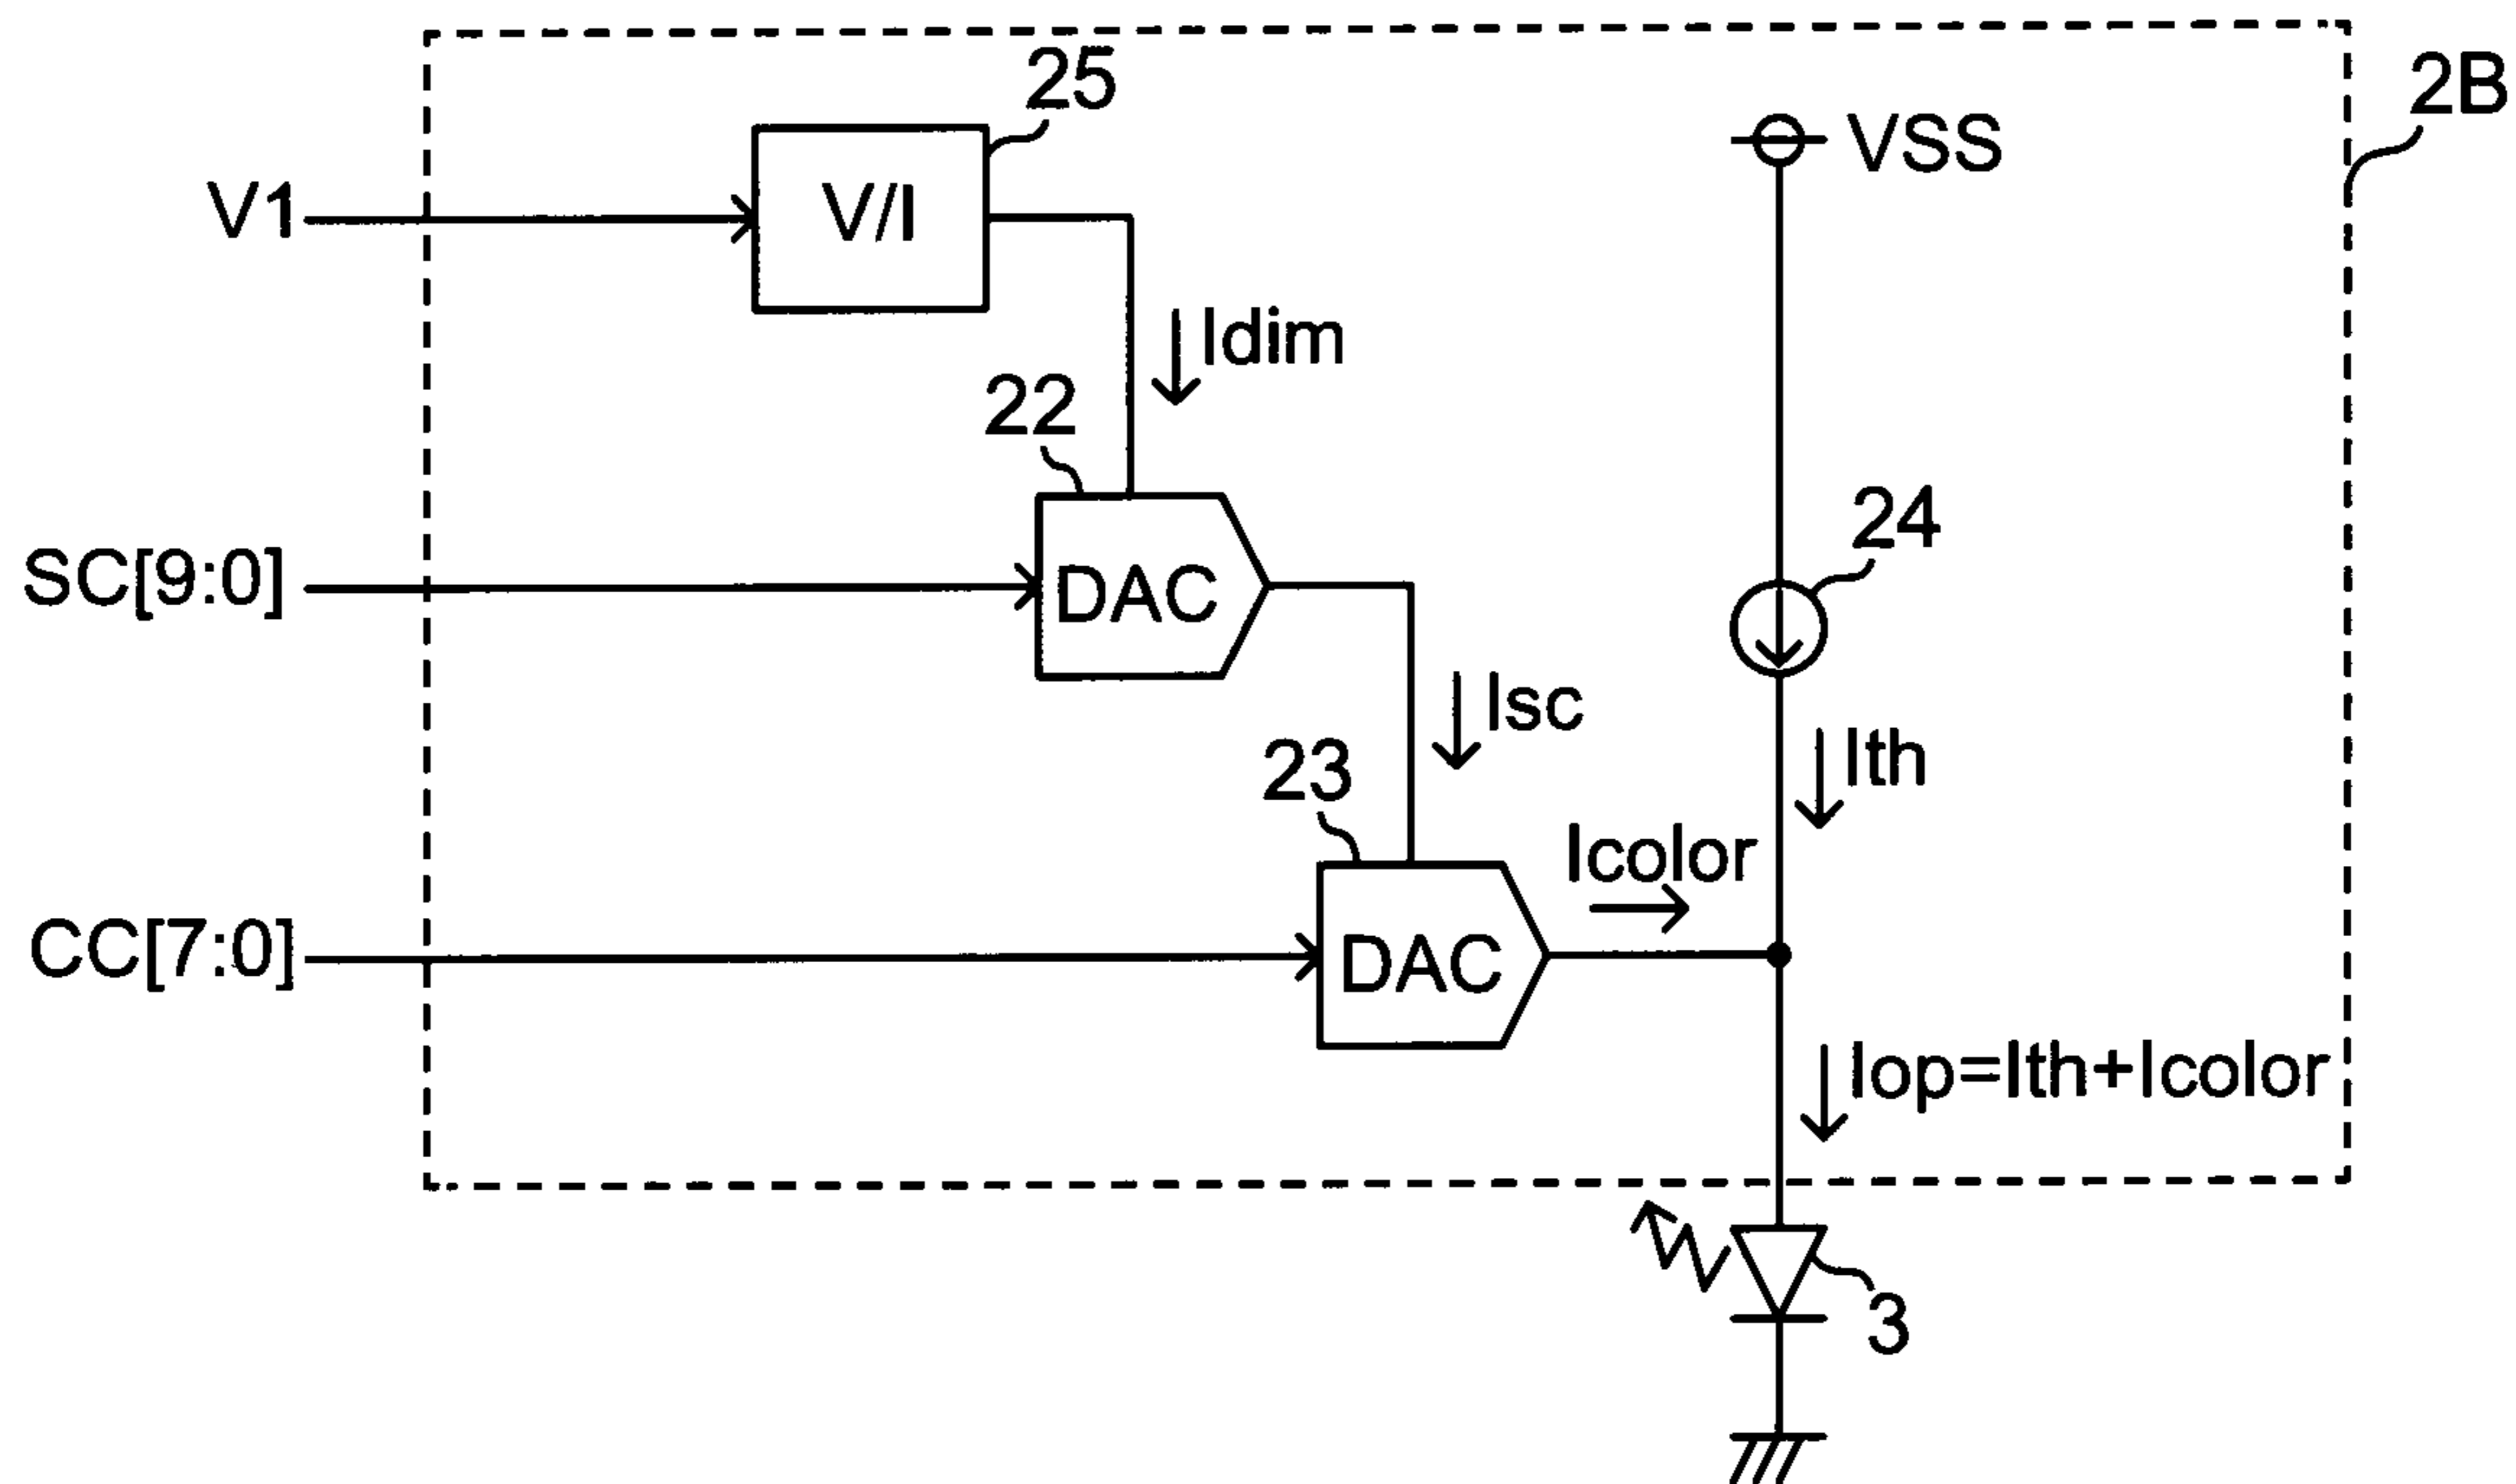 25
2B
VSS
V1
V/I
Idim
22
24
SC[9:0]
DAC
Isc
23
Ith
Icolor
CC[7:0]
DAC
Iop=Ith+Icolor
3